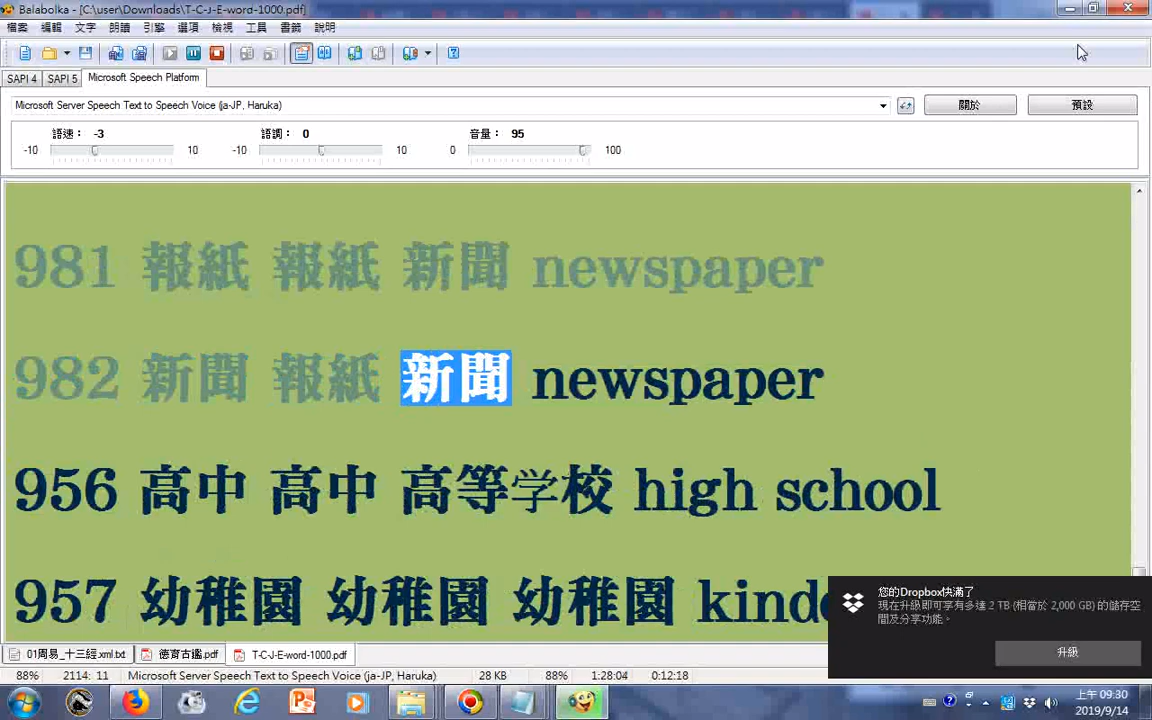 Balabolka - [C:\user\Downloads\T-C-J-E-word-1000.pdf]
檔案 編輯 文字 朗讀 引擎 選項 檢視 工具 書籤 說明
SAPI 4 SAPI 5 Microsoft Speech Platform
Microsoft Server Speech Text to Speech Voice (ja-JP, Haruka) 關於 預設
語速： -3 語調： 0 音量： 95
-10 10 -10 10 0 100
981 報紙 報紙 新聞 newspaper
982 新聞 報紙 新聞 newspaper
956 高中 高中 高等学校 high school
957 幼稚園 幼稚園 幼稚園 kind
您的Dropbox快滿了
現在升級即可享有多達 2 TB (相當於 2,000 GB) 的儲存空
間及分享功能。
升級
01周易_十三經.xml.txt 德育古鑑.pdf T-C-J-E-word-1000.pdf
88% 2114: 11 Microsoft Server Speech Text to Speech Voice (ja-JP, Haruka) 28 KB 88% 1:28:04 0:12:18
上午 09:30
2019/9/14